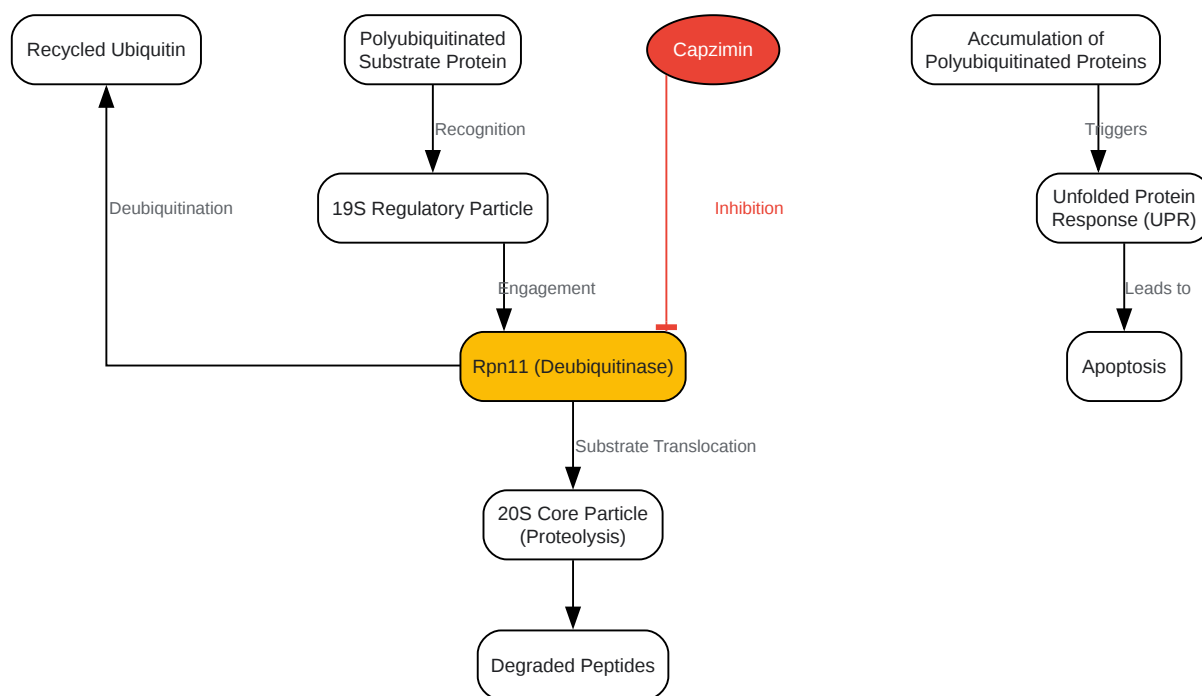 Recycled Ubiquitin
Polyubiquitinated
Substrate Protein
Capzimin
Accumulation of
Polyubiquitinated Proteins
Recognition
Triggers
Deubiquitination
19S Regulatory Particle
Inhibition
Unfolded Protein
Response (UPR)
Engagement
Leads to
Rpn11 (Deubiquitinase)
Apoptosis
Substrate Translocation
20S Core Particle
(Proteolysis)
Degraded Peptides